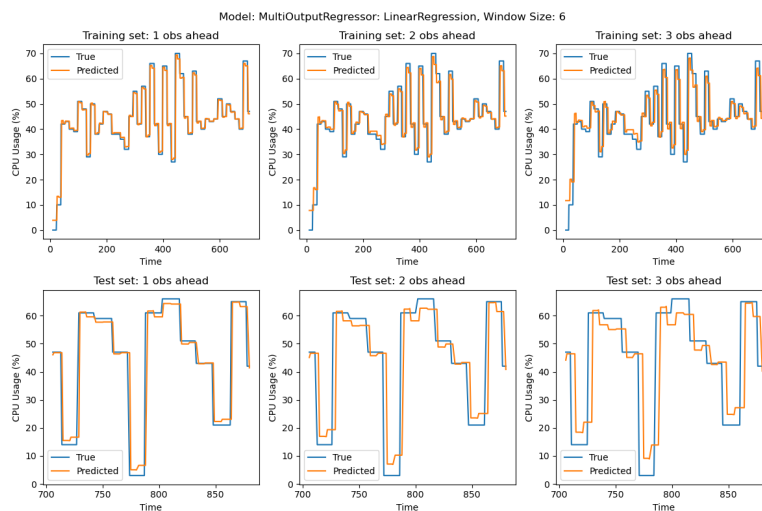 Model: MultiOutputRegressor: LinearRegression, Window Size: 6
Training set: 1 obs ahead
Training set: 2 obs ahead
Training set: 3 obs ahead
CPU Usage (%)
70
60
50
40
30
20
10
0
True
Predicted
0
200
400
600
Time
CPU Usage (%)
70
60
50
40
30
20
10
0
True
Predicted
0
200
400
600
Time
CPU Usage (%)
70
60
50
40
30
20
10
0
True
Predicted
0
200
400
600
Time
Test set: 1 obs ahead
Test set: 2 obs ahead
Test set: 3 obs ahead
CPU Usage (%)
60
50
40
30
20
10
0
True
Predicted
700
750
800
850
Time
CPU Usage (%)
60
50
40
30
20
10
0
True
Predicted
700
750
800
850
Time
CPU Usage (%)
60
50
40
30
20
10
0
True
Predicted
700
750
800
850
Time